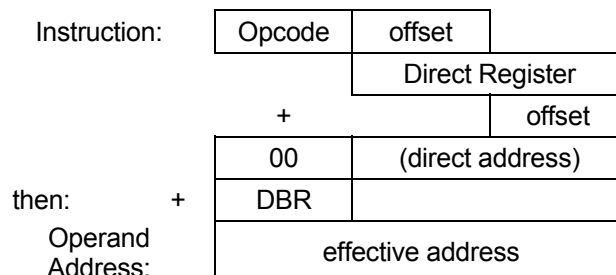 Instruction: Opcode offset
Direct Register
+ offset
00 (direct address)
then: + DBR
Operand
Address: effective address